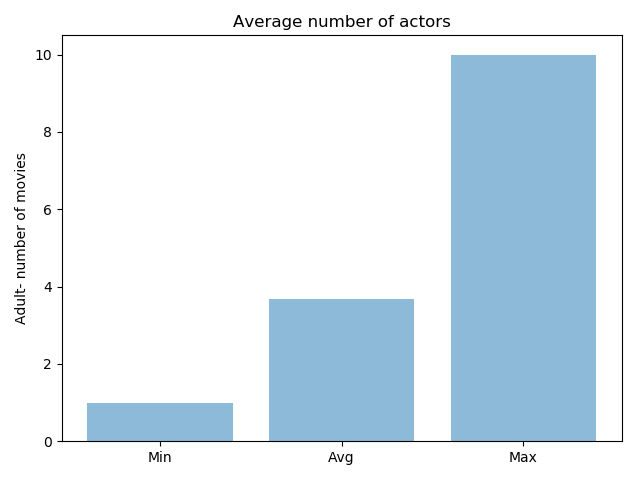 Average number of actors
Adult- number of movies
10
8
6
4
2
0
Min
Avg
Max